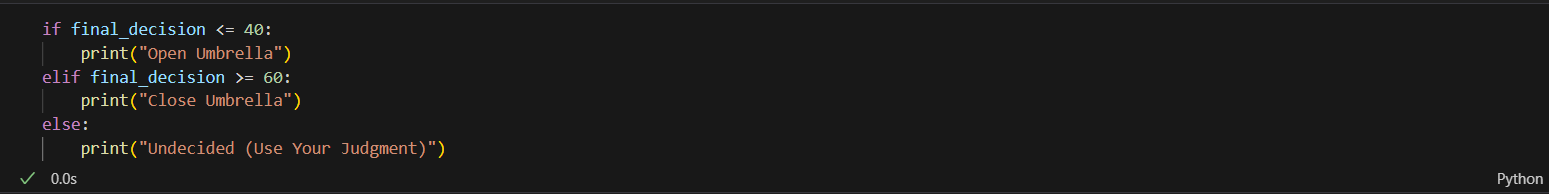 if final_decision <= 40:
    print("Open Umbrella")
elif final_decision >= 60:
    print("Close Umbrella")
else:
    print("Undecided (Use Your Judgment)")
0.0s
Python